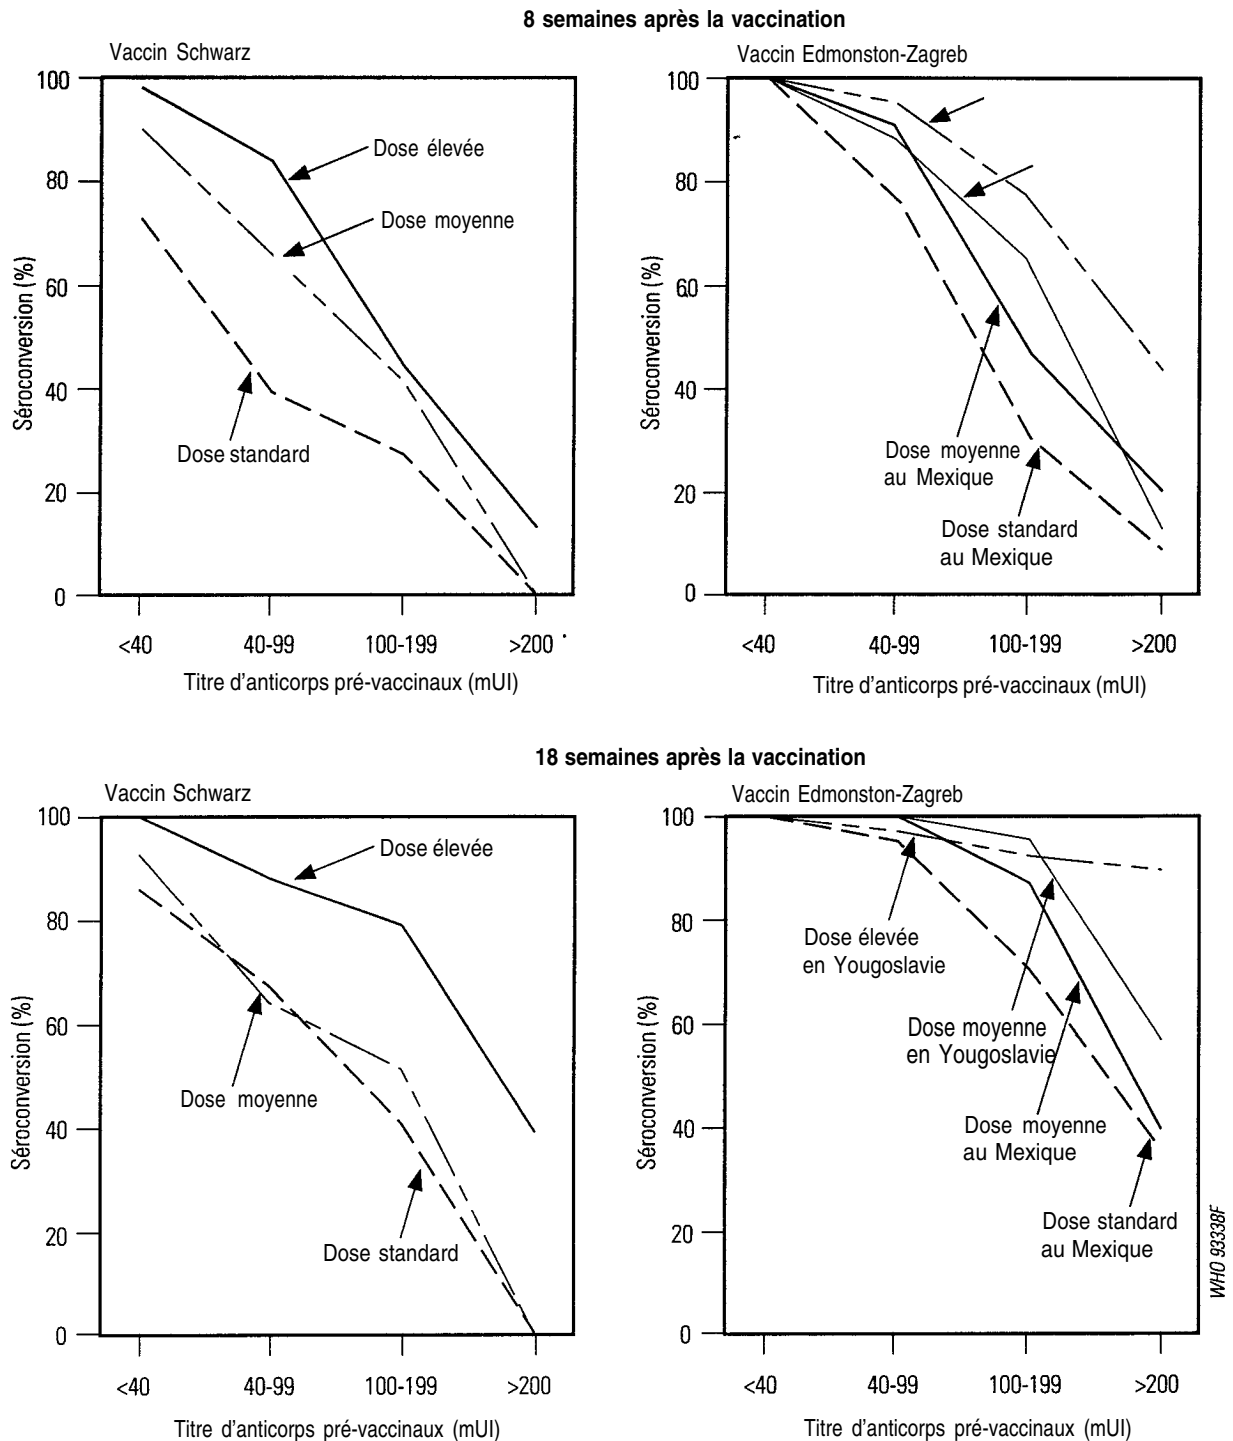 8 semaines après la vaccination
Vaccin Schwarz
100
80
60
40
20
0
Séroconversion (%)
Dose élevée
Dose moyenne
Dose standard
<40
40-99
100-199
>200
Titre d'anticorps pré-vaccinaux (mUI)
Vaccin Edmonston-Zagreb
100
80
60
40
20
0
Séroconversion (%)
Dose moyenne
au Mexique
Dose standard
au Mexique
<40
40-99
100-199
>200
Titre d'anticorps pré-vaccinaux (mUI)
18 semaines après la vaccination
Vaccin Schwarz
100
80
60
40
20
0
Séroconversion (%)
Dose élevée
Dose moyenne
Dose standard
<40
40-99
100-199
>200
Titre d'anticorps pré-vaccinaux (mUI)
Vaccin Edmonston-Zagreb
100
80
60
40
20
0
Séroconversion (%)
Dose élevée
en Yougoslavie
Dose moyenne
en Yougoslavie
Dose moyenne
au Mexique
Dose standard
au Mexique
<40
40-99
100-199
>200
Titre d'anticorps pré-vaccinaux (mUI)
WHO 93338F